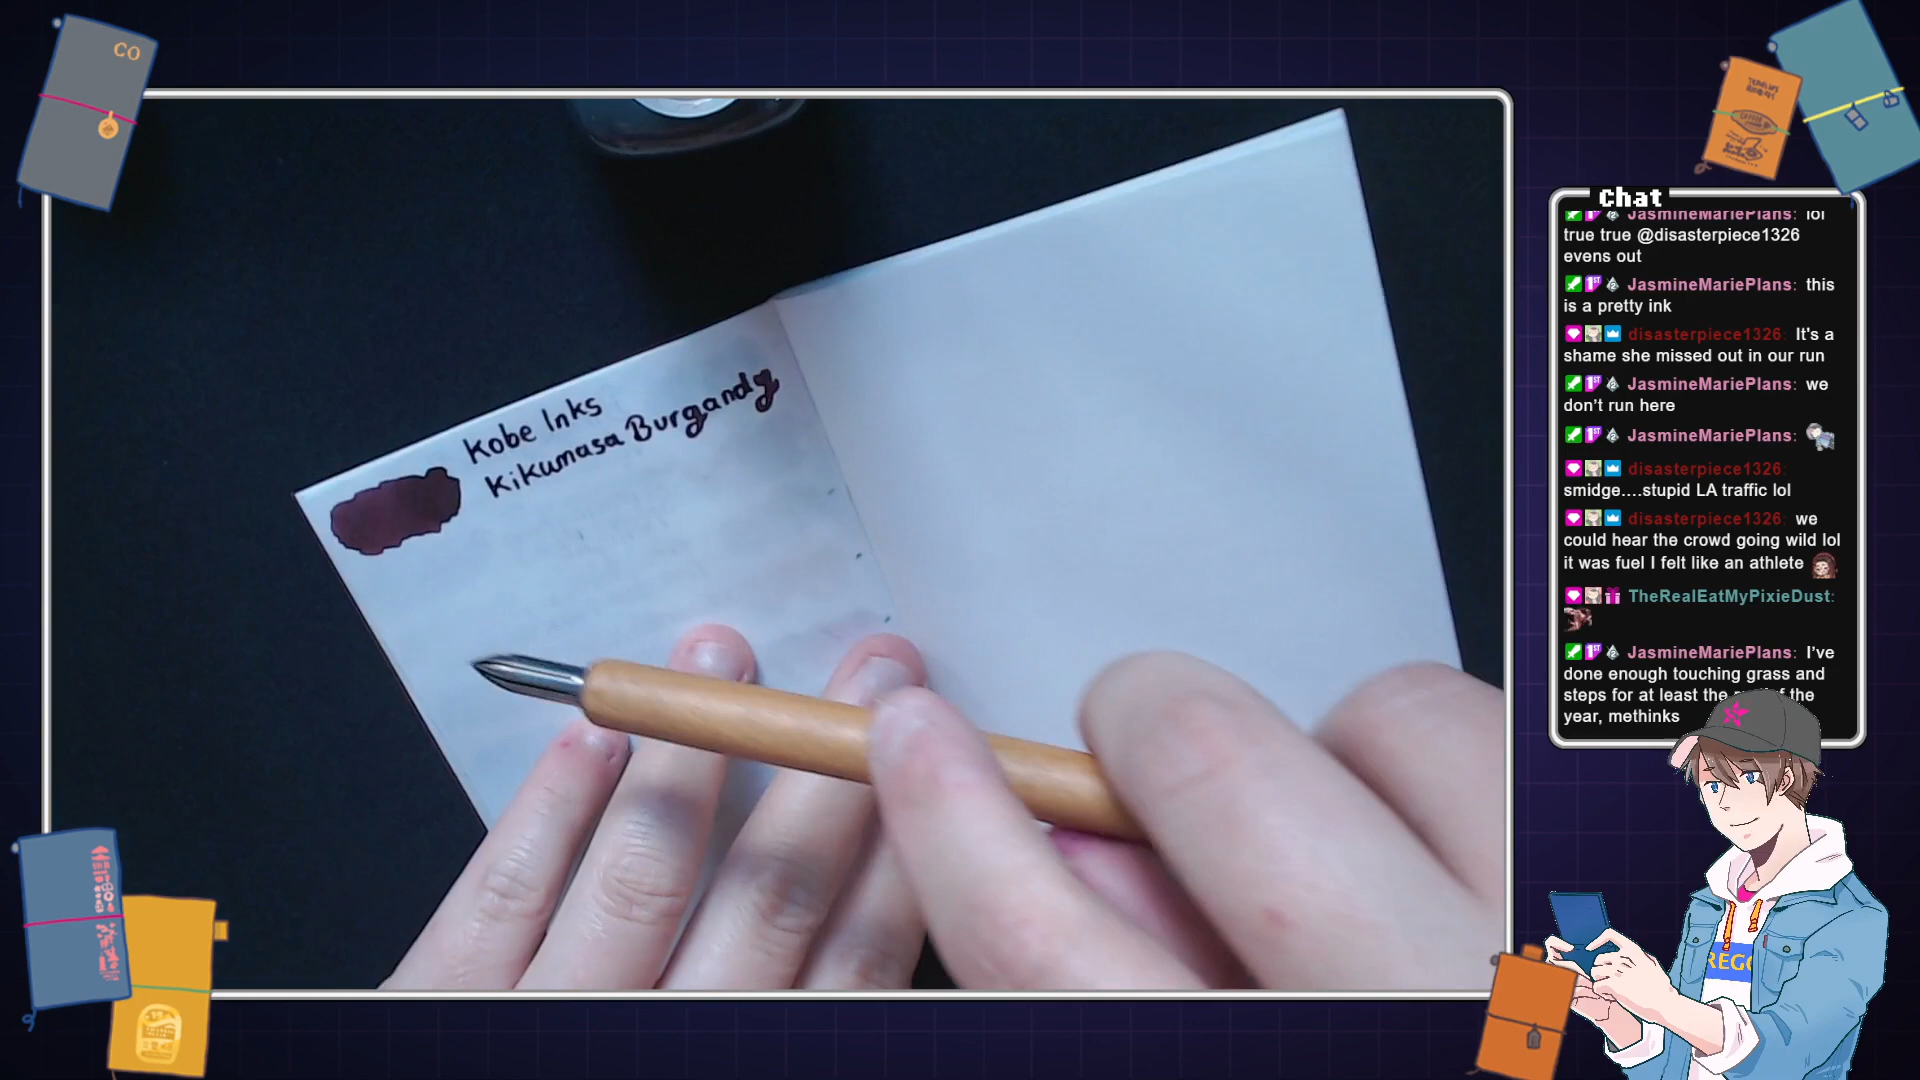 CO
Kobe Inks
Kikumasa Burgandy
chat
JasmineMariePlans: lol
true true @disasterpiece1326
evens out
JasmineMariePlans: this
is a pretty ink
disasterpiece1326: It's a
shame she missed out in our run
JasmineMariePlans: we
don't run here
JasmineMariePlans:
disasterpiece1326:
smidge....stupid LA traffic lol
disasterpiece1326: we
could hear the crowd going wild lol
it was fuel I felt like an athlete
TheRealEatMyPixieDust:
JasmineMariePlans: I've
done enough touching grass and
steps for at least the
year, methinks